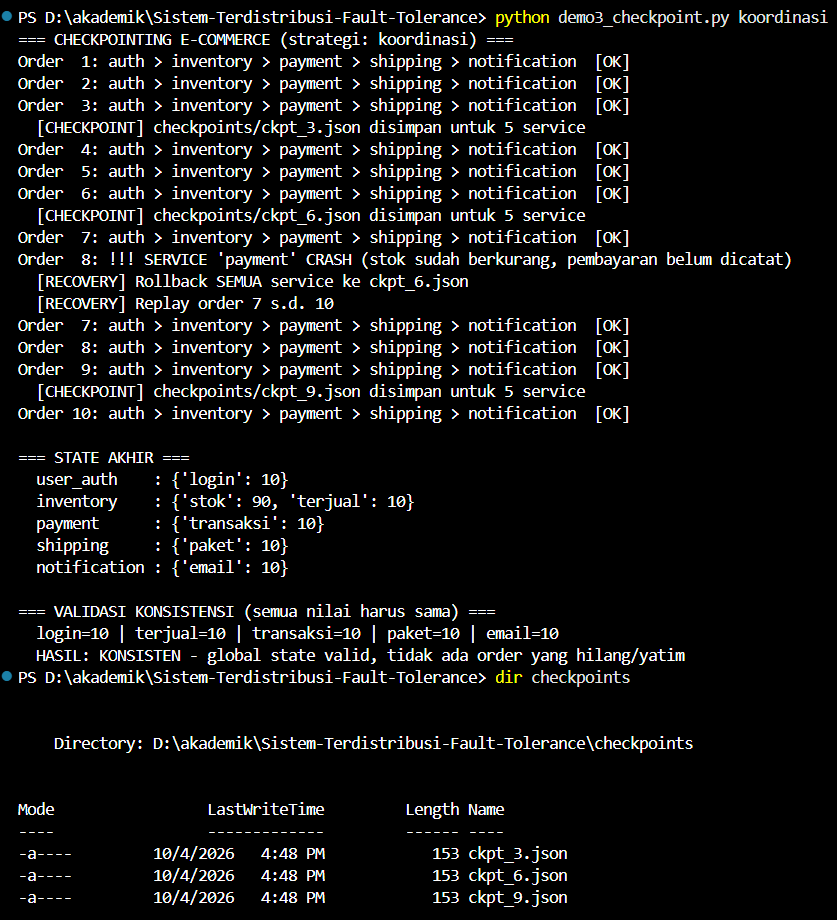 PS D:\akademik\Sistem-Terdistribusi-Fault-Tolerance> python demo3_checkpoint.py koordinasi
=== CHECKPOINTING E-COMMERCE (strategi: koordinasi) ===
Order  1: auth > inventory > payment > shipping > notification  [OK]
Order  2: auth > inventory > payment > shipping > notification  [OK]
Order  3: auth > inventory > payment > shipping > notification  [OK]
  [CHECKPOINT] checkpoints/ckpt_3.json disimpan untuk 5 service
Order  4: auth > inventory > payment > shipping > notification  [OK]
Order  5: auth > inventory > payment > shipping > notification  [OK]
Order  6: auth > inventory > payment > shipping > notification  [OK]
  [CHECKPOINT] checkpoints/ckpt_6.json disimpan untuk 5 service
Order  7: auth > inventory > payment > shipping > notification  [OK]
Order  8: !!! SERVICE 'payment' CRASH (stok sudah berkurang, pembayaran belum dicatat)
  [RECOVERY] Rollback SEMUA service ke ckpt_6.json
  [RECOVERY] Replay order 7 s.d. 10
Order  7: auth > inventory > payment > shipping > notification  [OK]
Order  8: auth > inventory > payment > shipping > notification  [OK]
Order  9: auth > inventory > payment > shipping > notification  [OK]
  [CHECKPOINT] checkpoints/ckpt_9.json disimpan untuk 5 service
Order 10: auth > inventory > payment > shipping > notification  [OK]

=== STATE AKHIR ===
  user_auth    : {'login': 10}
  inventory    : {'stok': 90, 'terjual': 10}
  payment      : {'transaksi': 10}
  shipping     : {'paket': 10}
  notification : {'email': 10}

=== VALIDASI KONSISTENSI (semua nilai harus sama) ===
  login=10 | terjual=10 | transaksi=10 | paket=10 | email=10
  HASIL: KONSISTEN - global state valid, tidak ada order yang hilang/yatim
PS D:\akademik\Sistem-Terdistribusi-Fault-Tolerance> dir checkpoints

    Directory: D:\akademik\Sistem-Terdistribusi-Fault-Tolerance\checkpoints

Mode                 LastWriteTime         Length Name
----                 -------------         ------ ----
-a----         10/4/2026   4:48 PM            153 ckpt_3.json
-a----         10/4/2026   4:48 PM            153 ckpt_6.json
-a----         10/4/2026   4:48 PM            153 ckpt_9.json